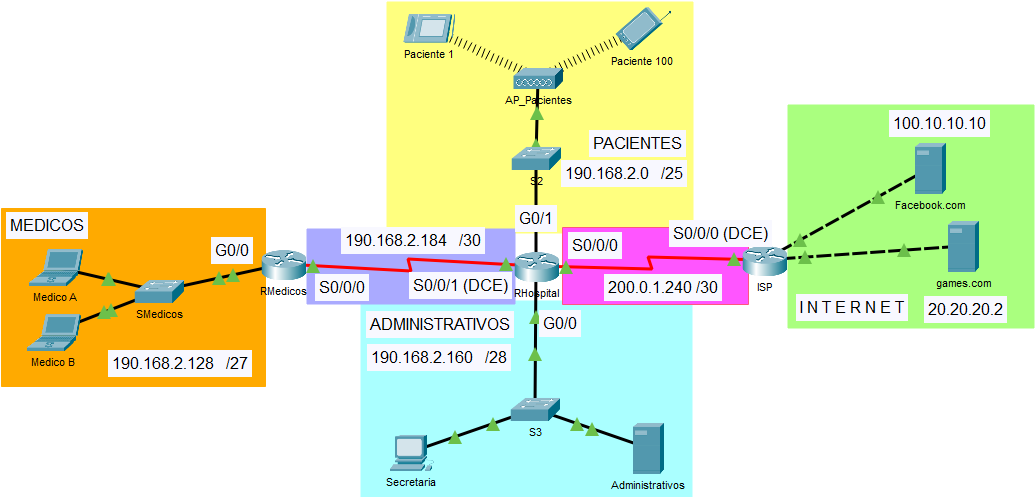 Paciente 1
Paciente 100
AP_Pacientes
PACIENTES
S2
190.168.2.0 /25
G0/1
100.10.10.10
Facebook.com
games.com
I N T E R N E T
20.20.20.2
MEDICOS
G0/0
Medico A
Medico B
SMedicos
190.168.2.128 /27
RMedicos
190.168.2.184 /30
S0/0/0
S0/0/1 (DCE)
RHospital
S0/0/0
S0/0/0 (DCE)
200.0.1.240 /30
ISP
ADMINISTRATIVOS
G0/0
190.168.2.160 /28
S3
Secretaria
Administrativos